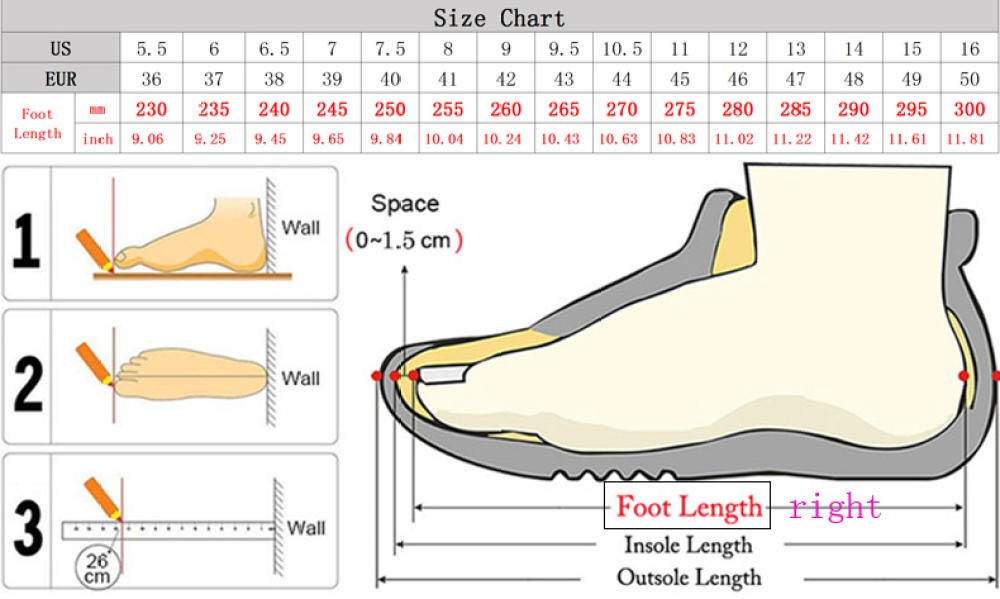 Size Chart
US 5.5 6 6.5 7 7.5 8 9 9.5 10.5 11 12 13 14 15 16
EUR 36 37 38 39 40 41 42 43 44 45 46 47 48 49 50
Foot Length mm 230 235 240 245 250 255 260 265 270 275 280 285 290 295 300
inch 9.06 9.25 9.45 9.65 9.84 10.04 10.24 10.43 10.63 10.83 11.02 11.22 11.42 11.61 11.81
1
Wall
2
Wall
3
Wall
26
cm
Space
(0~1.5 cm)
Foot Length right
Insole Length
Outsole Length